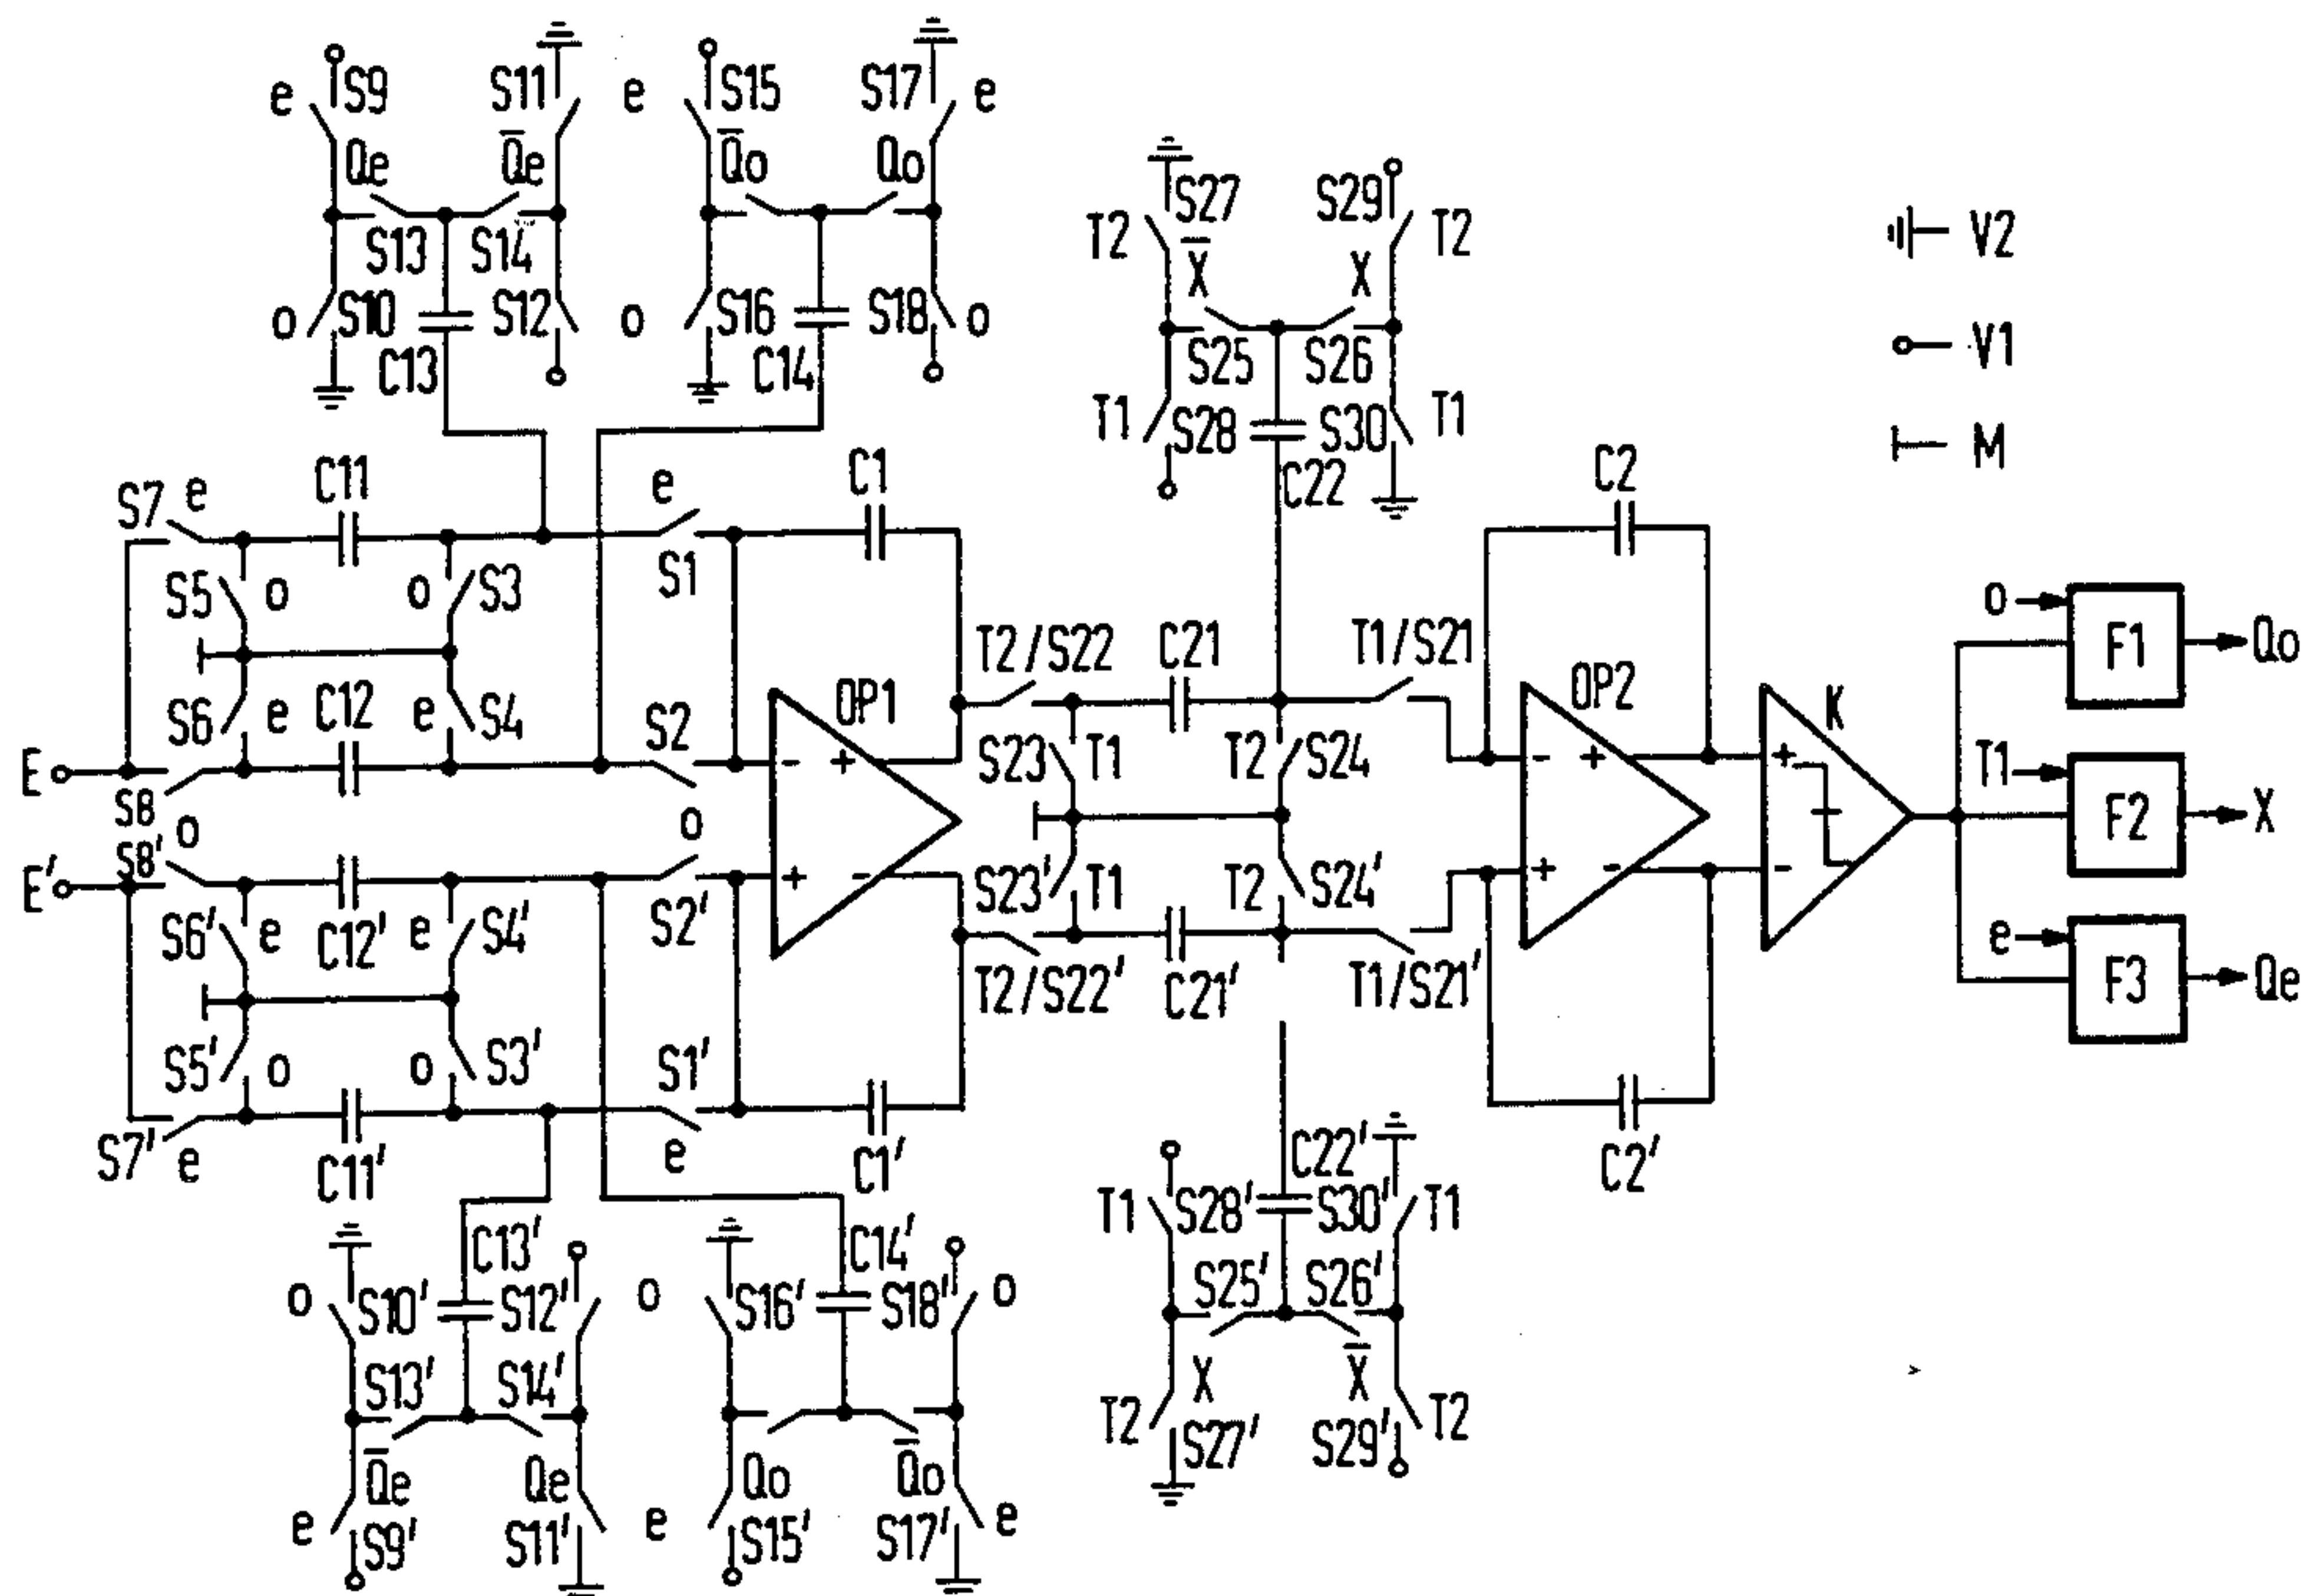 e S9 S11 e S15 S17 e
Qe Q̅e Q̅o Qo
S27 S29
T2 T2
X̅ X
V2
S13 S14
o S10 S12 o S16 S18 o
C13 C14
S25 S26
V1
T1 S28 S30 T1
C22
M
S7 e C11 e C1 C2
S1
S5 o o S3
T2/S22 C21 T1/S21
o F1 Qo
S6 e C12 e S4 S2 OP1 OP2 K
E S8 o o - + S23 T1 T2 S24 - + +
T1 F2 X
E' S8' + - S23' T1 T2 S24' + - -
S6' e C12' e S4' S2'
T2/S22' C21' T1/S21'
e F3 Qe
S5' o o S3' S1'
S7' e C11' e C1' C2'
C22'
T1 S28' S30' T1
C13' C14'
o S10' S12' o S16' S18' o
S25' S26'
S13' S14'
X X̅
Q̅e Qe Qo Q̅o
T2 S27' S29' T2
e S9' S11' e S15' S17' e